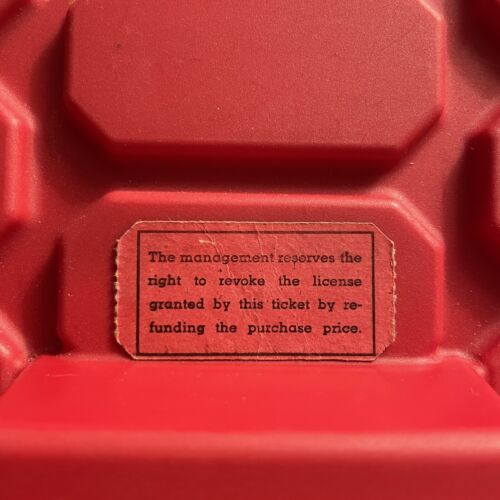 The management reserves the
right to revoke the license
granted by this ticket by re-
funding the purchase price.